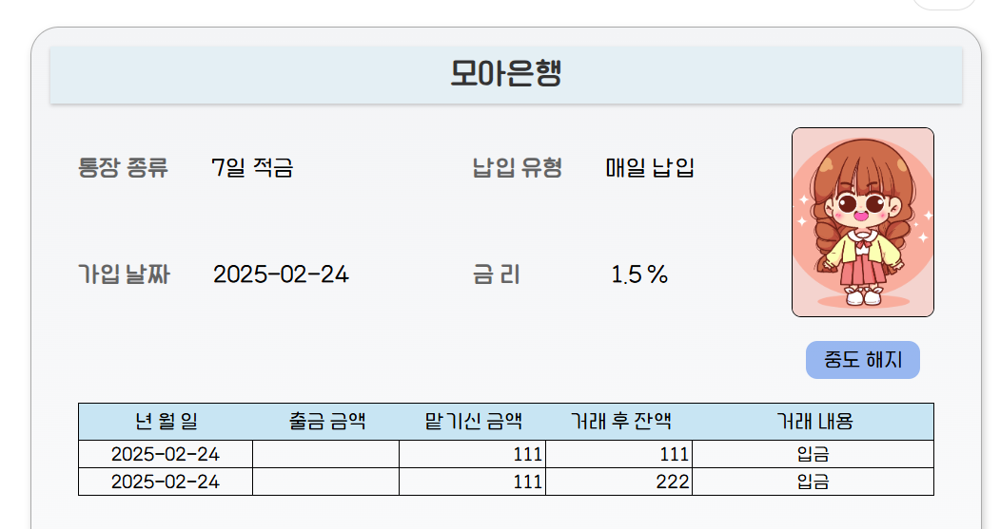 모아은행
통장 종류 7일 적금 납입 유형 매일 납입
가입 날짜 2025-02-24 금 리 1.5 %
중도 해지
년 월 일 출금 금액 맡기신 금액 거래 후 잔액 거래 내용
2025-02-24 111 111 입금
2025-02-24 111 222 입금